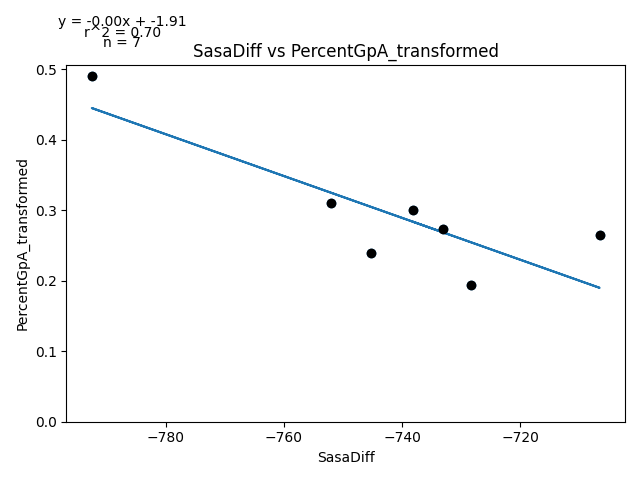 y = -0.00x + -1.91
r^2 = 0.70
n = 7
SasaDiff vs PercentGpA_transformed
0.5
0.4
0.3
0.2
0.1
0.0
PercentGpA_transformed
−780
−760
−740
−720
SasaDiff